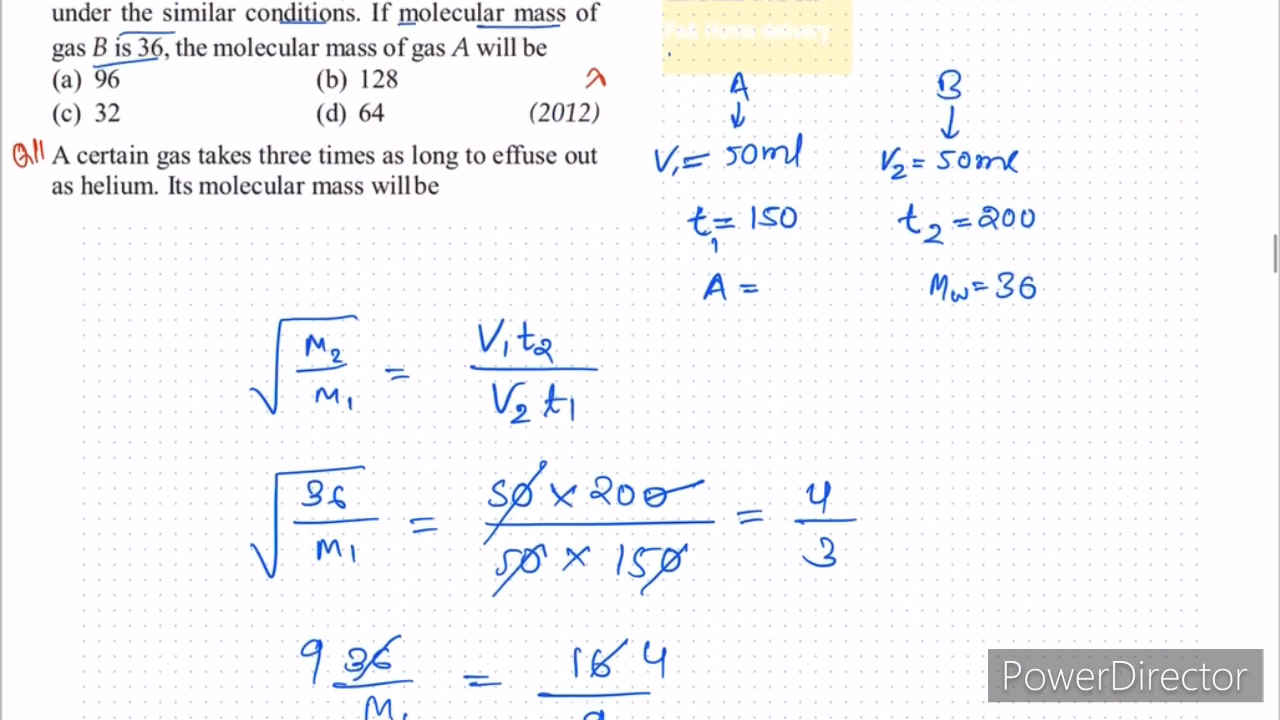 under the similar conditions. If molecular mass of
gas B is 36, the molecular mass of gas A will be
(a) 96 (b) 128
(c) 32 (d) 64 (2012)
Q11 A certain gas takes three times as long to effuse out
as helium. Its molecular mass will be
A B
↓ ↓
V₁ = 50ml V₂ = 50ml
t₁ = 150 t₂ = 200
A = Mw = 36
√(M₂/M₁) = V₁t₂/V₂t₁
√(36/M₁) = 50 × 200/50 × 150 = 4/3
9 36/M₁ = 16 4/9
PowerDirector